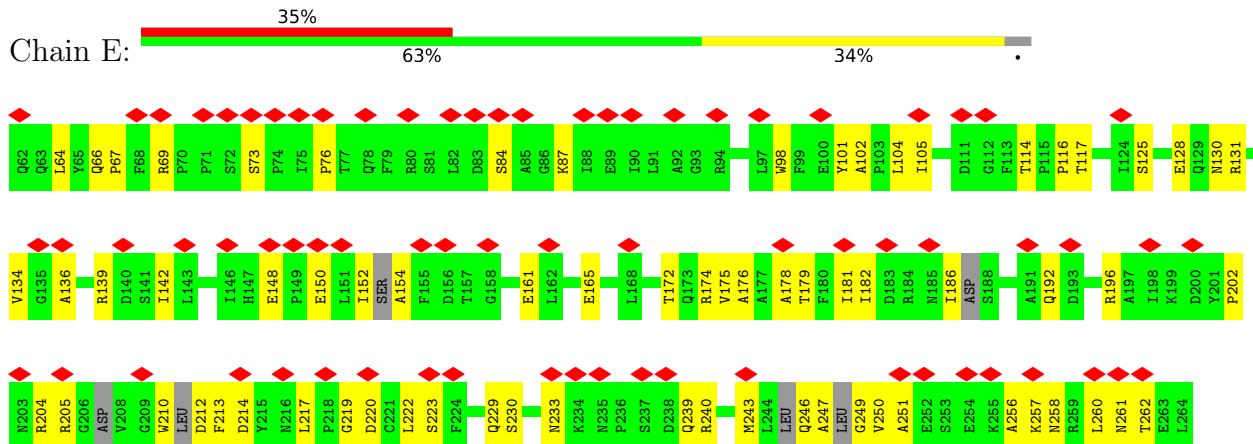 35%
Chain E:
63% 34% •
Q62 Q63 L64 Y65 Q66 P67 F68 R69 P70 P71 S72 S73 P74 I75 P76 T77 Q78 F79 R80 S81 L82 D83 S84 A85 G86 K87 I88 E89 I90 L91 A92 G93 R94 L97 W98 F99 E100 Y101 A102 P103 L104 I105 D111 G112 F113 T114 P115 P116 T117 I124 S125 E128 Q129 N130 R131
V134 G135 A136 R139 D140 S141 I142 L143 I146 H147 E148 P149 E150 L151 I152 SER A154 F155 D156 T157 G158 E161 L162 E165 L168 T172 Q173 R174 V175 A176 A177 A178 T179 F180 I181 I182 D183 R184 N185 I186 ASP S188 A191 Q192 D193 R196 A197 I198 K199 D200 Y201 P202
N203 R204 R205 G206 ASP V208 G209 W210 LEU D212 F213 D214 Y215 N216 L217 P218 G219 D220 C221 L222 S223 F224 Q229 S230 N233 K234 N235 P236 S237 D238 Q239 R240 M243 L244 LEU Q246 A247 LEU G249 V250 A251 E252 S253 E254 K255 A256 K257 N258 R259 L260 N261 T262 E263 L264